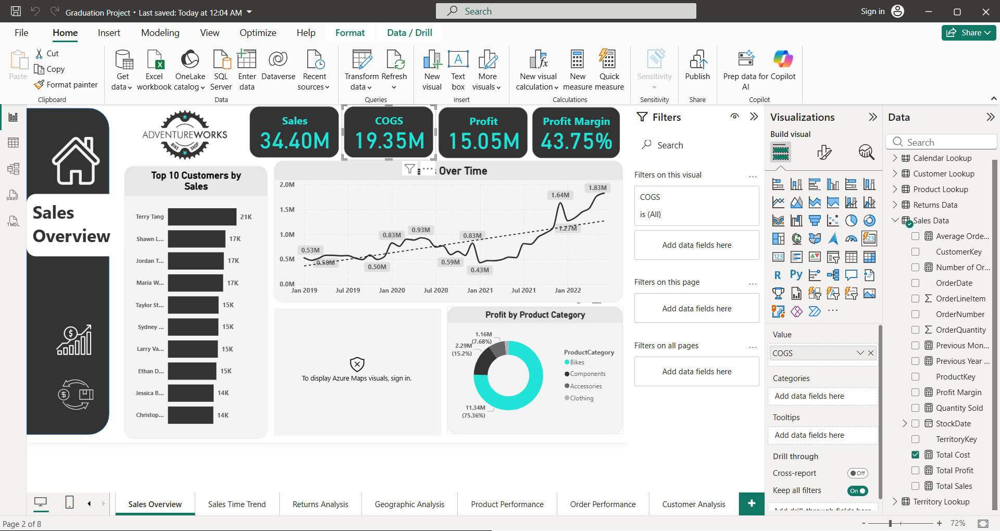 Graduation Project • Last saved: Today at 12:04 AM
Search
Sign in
File
Home
Insert
Modeling
View
Optimize
Help
Format
Data / Drill
Share
Paste
Cut
Copy
Format painter
Clipboard
Get data
Excel workbook
OneLake catalog
SQL Server
Enter data
Dataverse
Recent sources
Data
Transform data
Refresh
Queries
New visual
Text box
More visuals
Insert
New visual calculation
New measure
Quick measure
Calculations
Sensitivity
Sensitivity
Publish
Share
Prep data for AI
Copilot
Copilot
DAX
TMDL
Sales Overview
ADVENTUREWORKS
BIKE SHOP
Sales
34.40M
COGS
19.35M
Profit
15.05M
Profit Margin
43.75%
Top 10 Customers by
Sales
Terry Tang
21K
Shawn L...
17K
Jordan T...
17K
Maria W...
17K
Taylor St...
15K
Sydney ...
15K
Larry Va...
15K
Ethan D...
15K
Jessica B...
14K
Christop...
14K
Over Time
2.0M
1.5M
1.0M
0.5M
0.0M
0.53M
0.58M
0.50M
0.83M
0.93M
0.59M
0.83M
0.43M
1.64M
1.27M
1.83M
Jan 2019
Jul 2019
Jan 2020
Jul 2020
Jan 2021
Jul 2021
Jan 2022
To display Azure Maps visuals, sign in.
Profit by Product Category
1.16M
(7.68%)
2.29M
(15.2%)
11.34M
(75.36%)
ProductCategory
Bikes
Components
Accessories
Clothing
Filters
Search
Filters on this visual
...
COGS
is (All)
Add data fields here
Filters on this page
...
Add data fields here
Filters on all pages
...
Add data fields here
Visualizations
Build visual
123
123
R
Py
...
Value
COGS
Categories
Add data fields here
Tooltips
Add data fields here
Drill through
Cross-report
Off
Keep all filters
On
Add drill-through fields here
Data
Search
Calendar Lookup
Customer Lookup
Product Lookup
Returns Data
Sales Data
Average Orde...
CustomerKey
Number of Or...
OrderDate
OrderLineItem
OrderNumber
OrderQuantity
Previous Mon...
Previous Year ...
ProductKey
Profit Margin
Quantity Sold
StockDate
TerritoryKey
Total Cost
Total Profit
Total Sales
Territory Lookup
Sales Overview
Sales Time Trend
Returns Analysis
Geographic Analysis
Product Performance
Order Performance
Customer Analysis
+
Page 2 of 8
-
+
72%